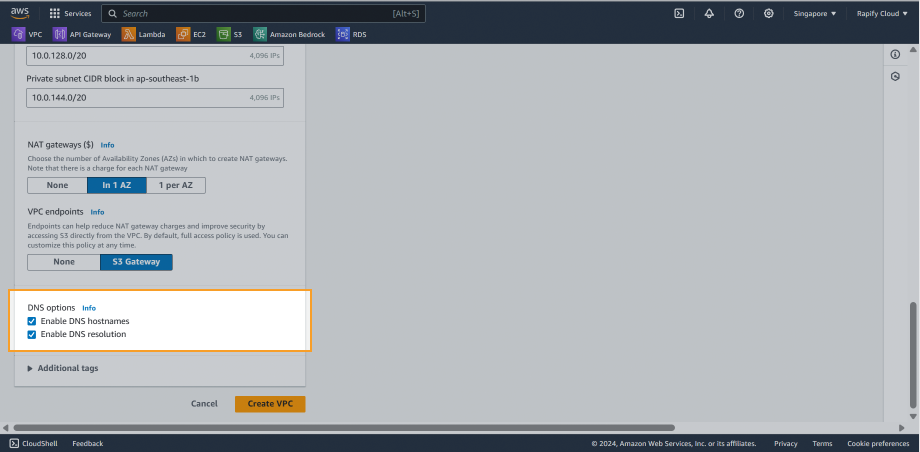 aws
Services
Search
[Alt+S]
Singapore
Rapify Cloud
VPC
API Gateway
Lambda
EC2
S3
Amazon Bedrock
RDS
10.0.128.0/20
4,096 IPs
Private subnet CIDR block in ap-southeast-1b
10.0.144.0/20
4,096 IPs
NAT gateways ($) Info
Choose the number of Availability Zones (AZs) in which to create NAT gateways.
Note that there is a charge for each NAT gateway
None
In 1 AZ
1 per AZ
VPC endpoints Info
Endpoints can help reduce NAT gateway charges and improve security by
accessing S3 directly from the VPC. By default, full access policy is used. You can
customize this policy at any time.
None
S3 Gateway
DNS options Info
Enable DNS hostnames
Enable DNS resolution
Additional tags
Cancel
Create VPC
CloudShell
Feedback
© 2024, Amazon Web Services, Inc. or its affiliates.
Privacy
Terms
Cookie preferences